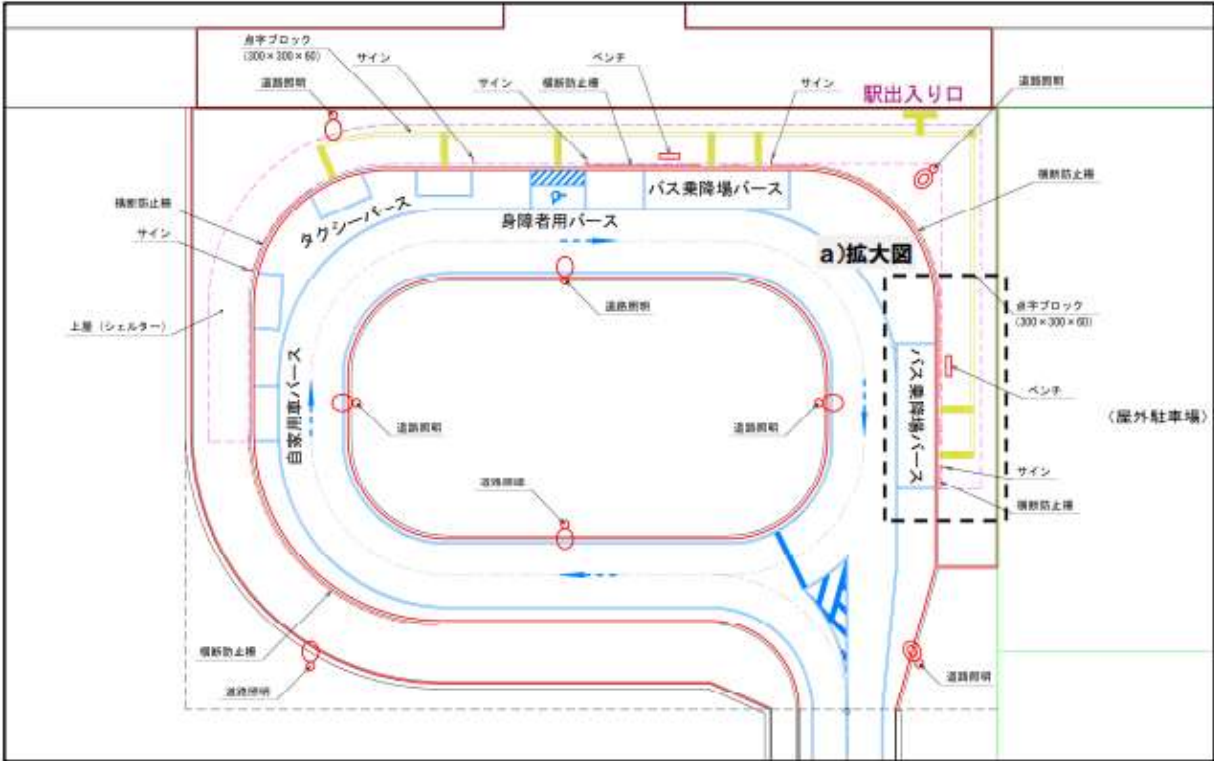 点字ブロック
(300×300×60)
サイン
ベンチ
道路照明
サイン
横断防止柵
サイン
駅出入り口
道路照明
横断防止柵
サイン
タクシーバース
身障者用バース
バス乗降場バース
横断防止柵
a)拡大図
上屋(シェルター)
道路照明
点字ブロック
(300×300×60)
自家用車バース
道路照明
道路照明
バス乗降場バース
ベンチ
(屋外駐車場)
道路照明
サイン
横断防止柵
横断防止柵
道路照明
道路照明